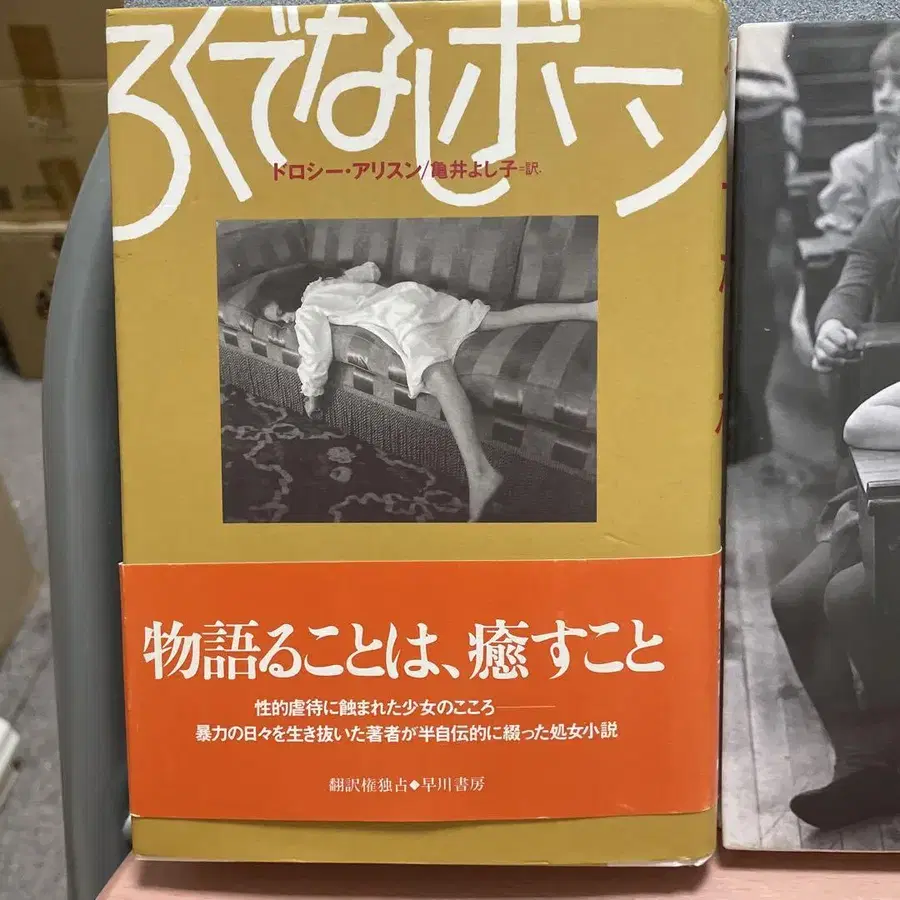 ろくでなしボーン
ドロシー・アリスン/亀井よし子=訳.
物語ることは、癒すこと
性的虐待に蝕まれた少女のこころ———
暴力の日々を生き抜いた著者が半自伝的に綴った処女小説
翻訳権独占◆早川書房